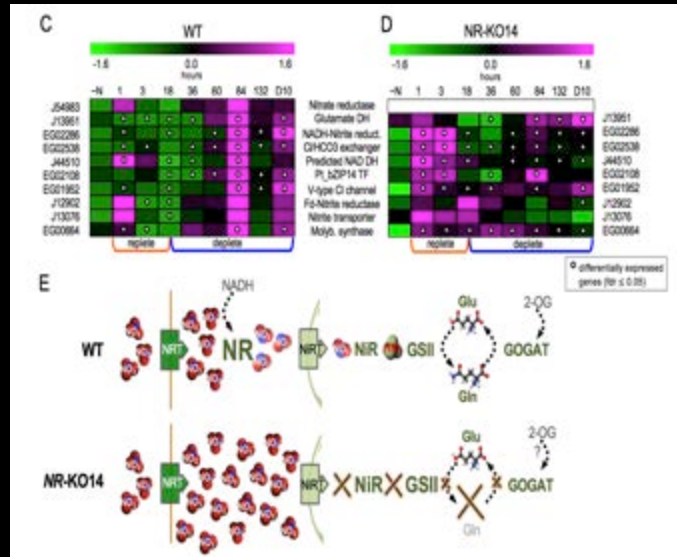 C
D
WT
NR-KO14
-1.6
0.0
1.6
hours
-1.6
0.0
1.6
hours
-N 1 3 18 36 60 84 132 D10
-N 1 3 18 36 60 84 132 D10
J54983 Nitrate reductase
J13951 Glutamate DH J13951
EG02286 NADH-Nitrite reduct. EG02286
EG02538 Cl/HCO3 exchanger EG02538
J44510 Predicted NAD DH J44510
EG02108 Pt_bZIP14 TF EG02108
EG01952 V-type Cl channel EG01952
J12902 Fd-Nitrite reductase J12902
J13076 Nitrite transporter J13076
EG00664 Molyb. synthase EG00664
replete
deplete
replete
deplete
differentially expressed
genes (fdr ≤ 0.05)
E
NADH
Glu
2-OG
WT
NRT
NR
NiRT
NiR
GSII
GOGAT
Gln
Glu
2-OG
?
NR-KO14
NRT
NiRT
NiR
GSII
GOGAT
Gln